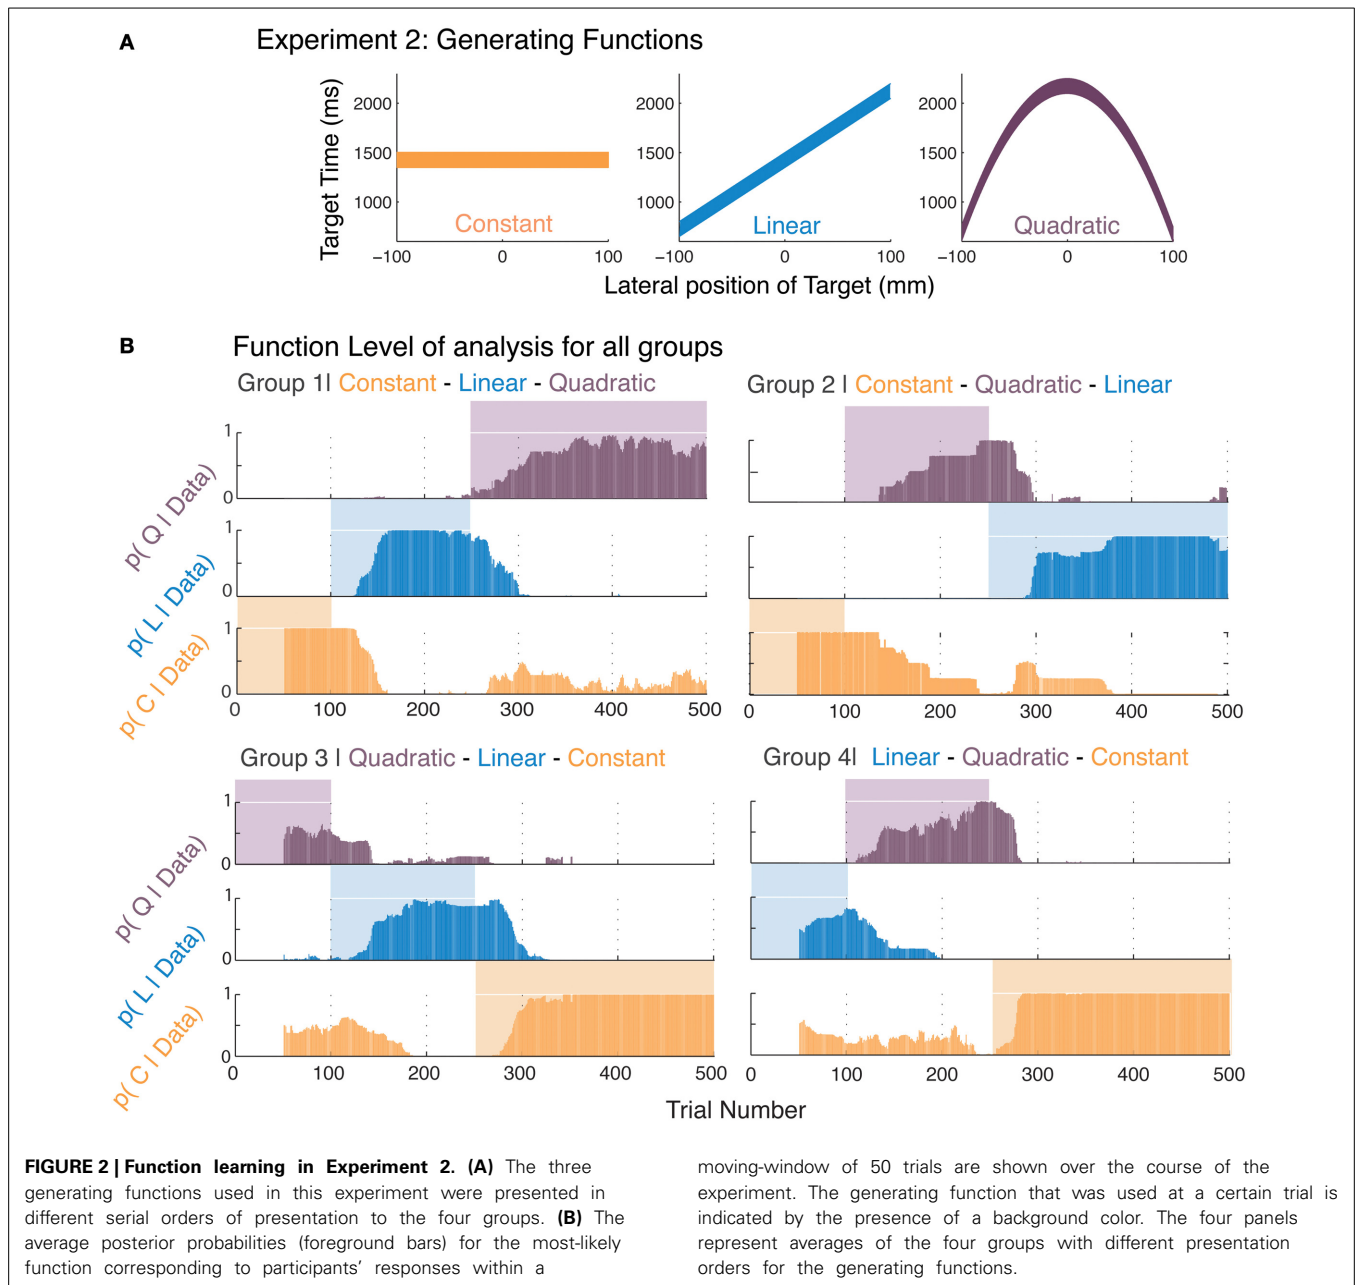 A
Experiment 2: Generating Functions
Target Time (ms)
2000
1500
1000
Constant
−100
0
100
2000
1500
1000
Linear
−100
0
100
2000
1500
1000
Quadratic
−100
0
100
Lateral position of Target (mm)
B
Function Level of analysis for all groups
Group 1| Constant - Linear - Quadratic
1
0
p( Q | Data)
1
0
p( L | Data)
1
p( C | Data)
0
100
200
300
400
500
Group 2 | Constant - Quadratic - Linear
0
100
200
300
400
500
Group 3 | Quadratic - Linear - Constant
1
0
p( Q | Data)
1
0
p( L | Data)
1
0
p( C | Data)
0
100
200
300
400
500
Group 4| Linear - Quadratic - Constant
0
100
200
300
400
500
Trial Number
FIGURE 2 | Function learning in Experiment 2. (A) The three
generating functions used in this experiment were presented in
different serial orders of presentation to the four groups. (B) The
average posterior probabilities (foreground bars) for the most-likely
function corresponding to participants' responses within a
moving-window of 50 trials are shown over the course of the
experiment. The generating function that was used at a certain trial is
indicated by the presence of a background color. The four panels
represent averages of the four groups with different presentation
orders for the generating functions.